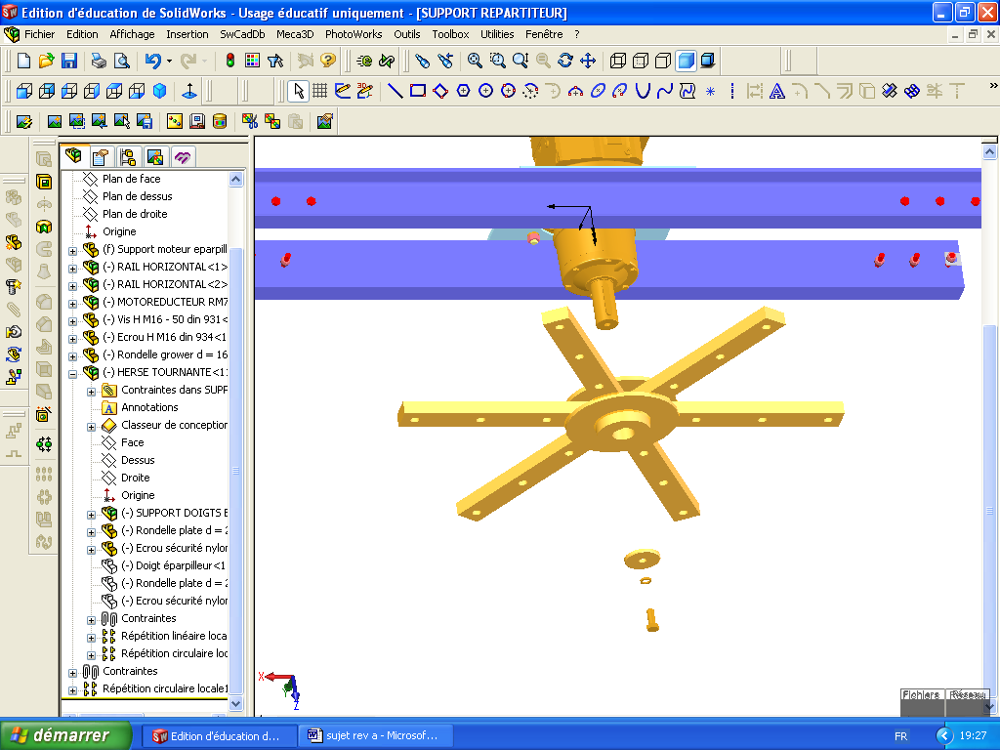 Edition d'éducation de SolidWorks - Usage éducatif uniquement - [SUPPORT REPARTITEUR]
Fichier Edition Affichage Insertion SwCadDb Meca3D PhotoWorks Outils Toolbox Utilities Fenêtre ?
Plan de face
Plan de dessus
Plan de droite
Origine
(f) Support moteur eparpill
(-) RAIL HORIZONTAL<1>
(-) RAIL HORIZONTAL<2>
(-) MOTOREDUCTEUR RM7
(-) Vis H M16 - 50 din 931<
(-) Ecrou H M16 din 934<1
(-) Rondelle grower d = 16
(-) HERSE TOURNANTE<1
Contraintes dans SUPP
Annotations
Classeur de conception
Face
Dessus
Droite
Origine
(-) SUPPORT DOIGTS E
(-) Rondelle plate d = 2
(-) Ecrou sécurité nylor
(-) Doigt éparpilleur<1
(-) Rondelle plate d = 2
(-) Ecrou sécurité nylor
Contraintes
Répétition linéaire loca
Répétition circulaire loc
Contraintes
Répétition circulaire locale1
X
Y
Z
Fichiers Réseau
démarrer
Edition d'éducation d...
sujet rev a - Microsof...
FR
19:27